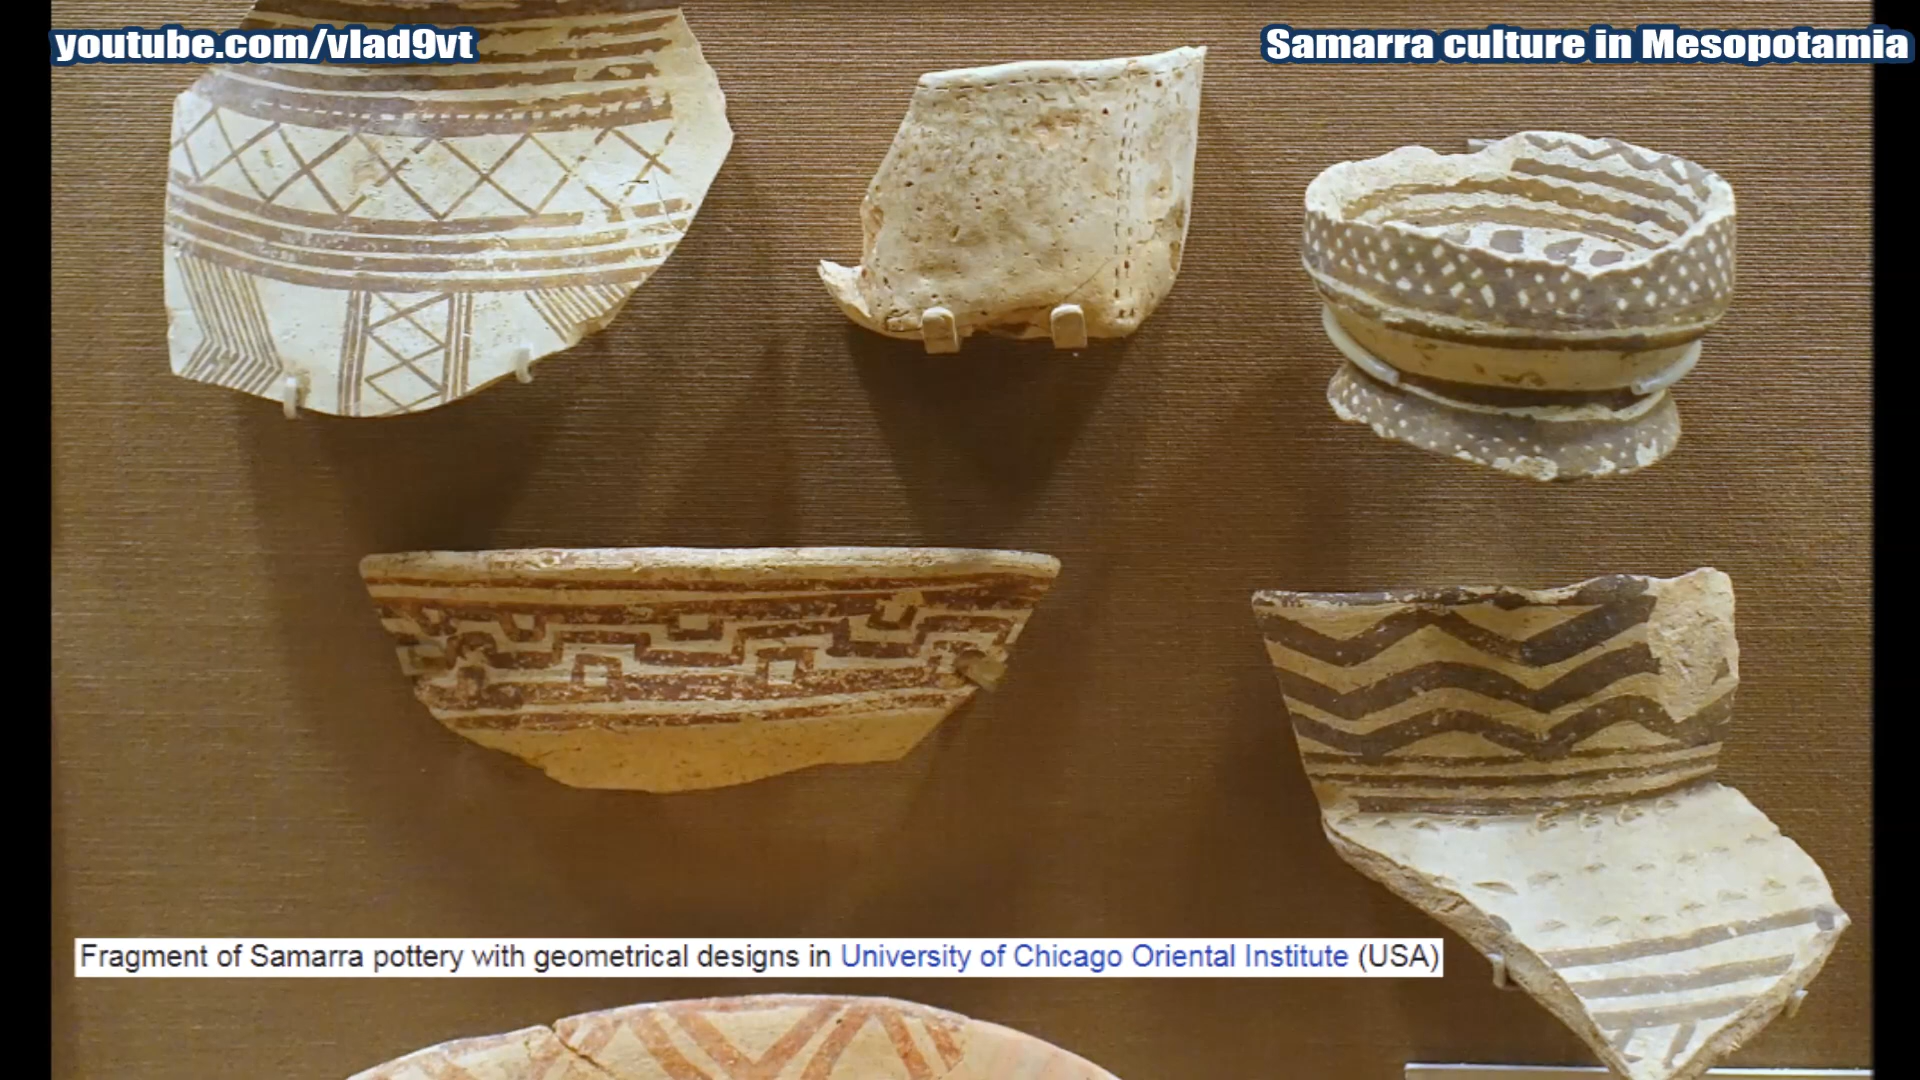 youtube.com/vlad9vt
Samarra culture in Mesopotamia
Fragment of Samarra pottery with geometrical designs in University of Chicago Oriental Institute (USA)